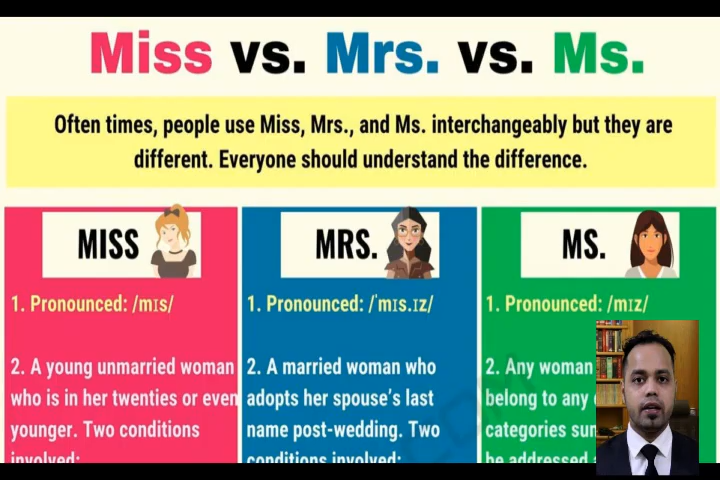 Miss vs. Mrs. vs. Ms.
Often times, people use Miss, Mrs., and Ms. interchangeably but they are
different. Everyone should understand the difference.
MISS
1. Pronounced: /mɪs/
2. A young unmarried woman
who is in her twenties or even
younger. Two conditions
involved:
MRS.
1. Pronounced: /ˈmɪs.ɪz/
2. A married woman who
adopts her spouse's last
name post-wedding. Two
conditions involved:
MS.
1. Pronounced: /mɪz/
2. Any woman
belong to any
categories
be addressed